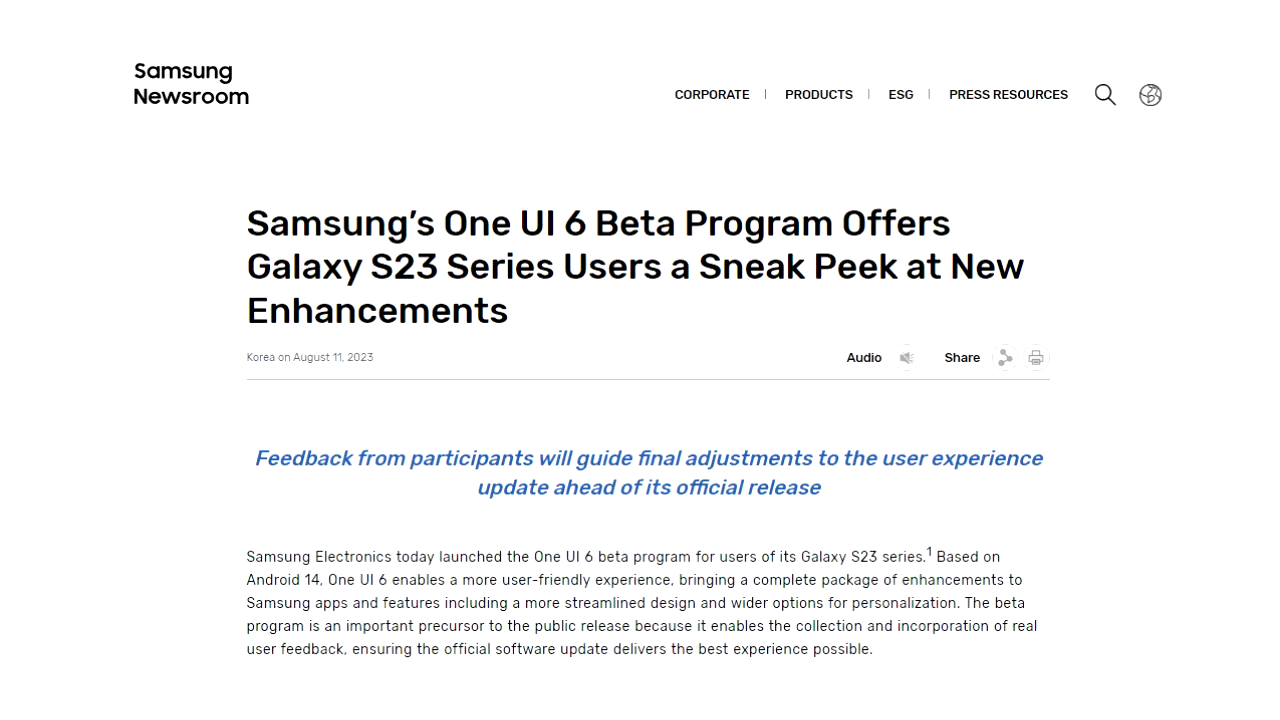 Samsung
Newsroom
CORPORATE | PRODUCTS | ESG | PRESS RESOURCES
Samsung’s One UI 6 Beta Program Offers
Galaxy S23 Series Users a Sneak Peek at New
Enhancements
Korea on August 11, 2023
Audio Share
Feedback from participants will guide final adjustments to the user experience
update ahead of its official release
Samsung Electronics today launched the One UI 6 beta program for users of its Galaxy S23 series.1 Based on
Android 14, One UI 6 enables a more user-friendly experience, bringing a complete package of enhancements to
Samsung apps and features including a more streamlined design and wider options for personalization. The beta
program is an important precursor to the public release because it enables the collection and incorporation of real
user feedback, ensuring the official software update delivers the best experience possible.